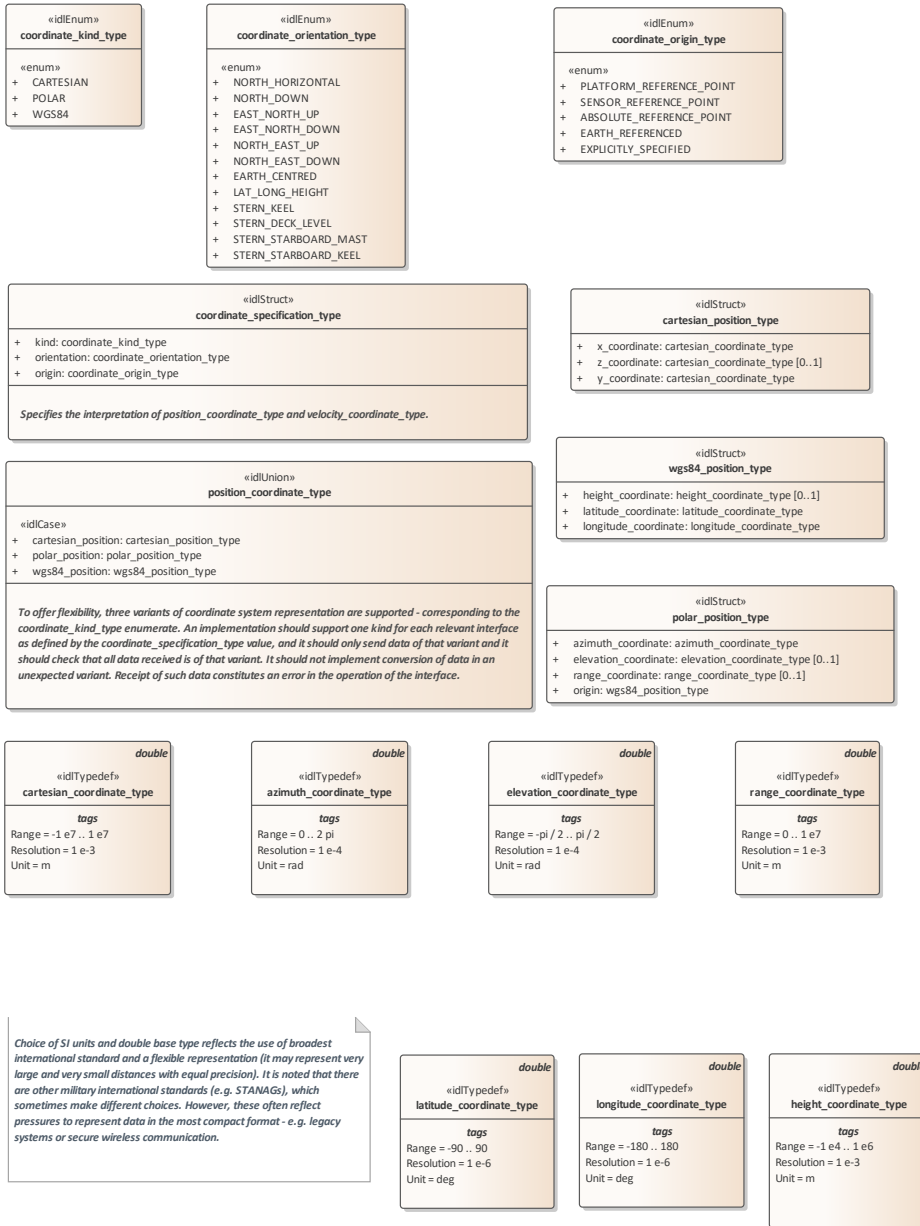 «idlEnum»
coordinate_kind_type
«enum»
+ CARTESIAN
+ POLAR
+ WGS84
«idlEnum»
coordinate_orientation_type
«enum»
+ NORTH_HORIZONTAL
+ NORTH_DOWN
+ EAST_NORTH_UP
+ EAST_NORTH_DOWN
+ NORTH_EAST_UP
+ NORTH_EAST_DOWN
+ EARTH_CENTRED
+ LAT_LONG_HEIGHT
+ STERN_KEEL
+ STERN_DECK_LEVEL
+ STERN_STARBOARD_MAST
+ STERN_STARBOARD_KEEL
«idlEnum»
coordinate_origin_type
«enum»
+ PLATFORM_REFERENCE_POINT
+ SENSOR_REFERENCE_POINT
+ ABSOLUTE_REFERENCE_POINT
+ EARTH_REFERENCED
+ EXPLICITLY_SPECIFIED
«idlStruct»
coordinate_specification_type
+ kind: coordinate_kind_type
+ orientation: coordinate_orientation_type
+ origin: coordinate_origin_type
Specifies the interpretation of position_coordinate_type and velocity_coordinate_type.
«idlStruct»
cartesian_position_type
+ x_coordinate: cartesian_coordinate_type
+ z_coordinate: cartesian_coordinate_type [0..1]
+ y_coordinate: cartesian_coordinate_type
«idlUnion»
position_coordinate_type
«idlCase»
+ cartesian_position: cartesian_position_type
+ polar_position: polar_position_type
+ wgs84_position: wgs84_position_type
To offer flexibility, three variants of coordinate system representation are supported - corresponding to the
coordinate_kind_type enumerate. An implementation should support one kind for each relevant interface
as defined by the coordinate_specification_type value, and it should only send data of that variant and it
should check that all data received is of that variant. It should not implement conversion of data in an
unexpected variant. Receipt of such data constitutes an error in the operation of the interface.
«idlStruct»
wgs84_position_type
+ height_coordinate: height_coordinate_type [0..1]
+ latitude_coordinate: latitude_coordinate_type
+ longitude_coordinate: longitude_coordinate_type
«idlStruct»
polar_position_type
+ azimuth_coordinate: azimuth_coordinate_type
+ elevation_coordinate: elevation_coordinate_type [0..1]
+ range_coordinate: range_coordinate_type [0..1]
+ origin: wgs84_position_type
double
«idlTypedef»
cartesian_coordinate_type
tags
Range = -1 e7 .. 1 e7
Resolution = 1 e-3
Unit = m
double
«idlTypedef»
azimuth_coordinate_type
tags
Range = 0 .. 2 pi
Resolution = 1 e-4
Unit = rad
double
«idlTypedef»
elevation_coordinate_type
tags
Range = -pi / 2 .. pi / 2
Resolution = 1 e-4
Unit = rad
double
«idlTypedef»
range_coordinate_type
tags
Range = 0 .. 1 e7
Resolution = 1 e-3
Unit = m
Choice of SI units and double base type reflects the use of broadest
international standard and a flexible representation (it may represent very
large and very small distances with equal precision). It is noted that there
are other military international standards (e.g. STANAGs), which
sometimes make different choices. However, these often reflect
pressures to represent data in the most compact format - e.g. legacy
systems or secure wireless communication.
double
«idlTypedef»
latitude_coordinate_type
tags
Range = -90 .. 90
Resolution = 1 e-6
Unit = deg
double
«idlTypedef»
longitude_coordinate_type
tags
Range = -180 .. 180
Resolution = 1 e-6
Unit = deg
double
«idlTypedef»
height_coordinate_type
tags
Range = -1 e4 .. 1 e6
Resolution = 1 e-3
Unit = m